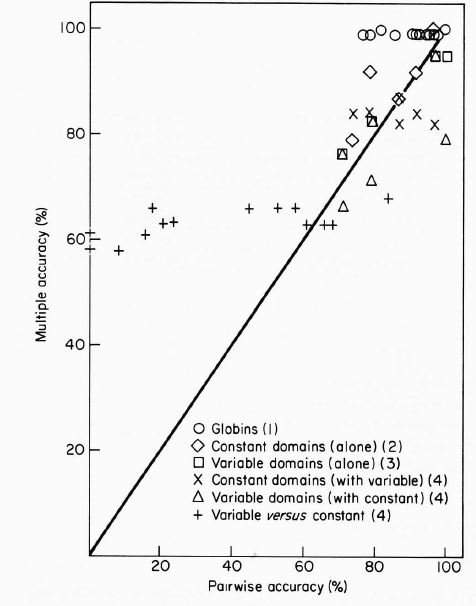 100
80
60
40
20
Multiple accuracy (%)
Globins (1)
Constant domains (alone) (2)
Variable domains (alone) (3)
Constant domains (with variable) (4)
Variable domains (with constant) (4)
Variable versus constant (4)
20 40 60 80 100
Pairwise accuracy (%)